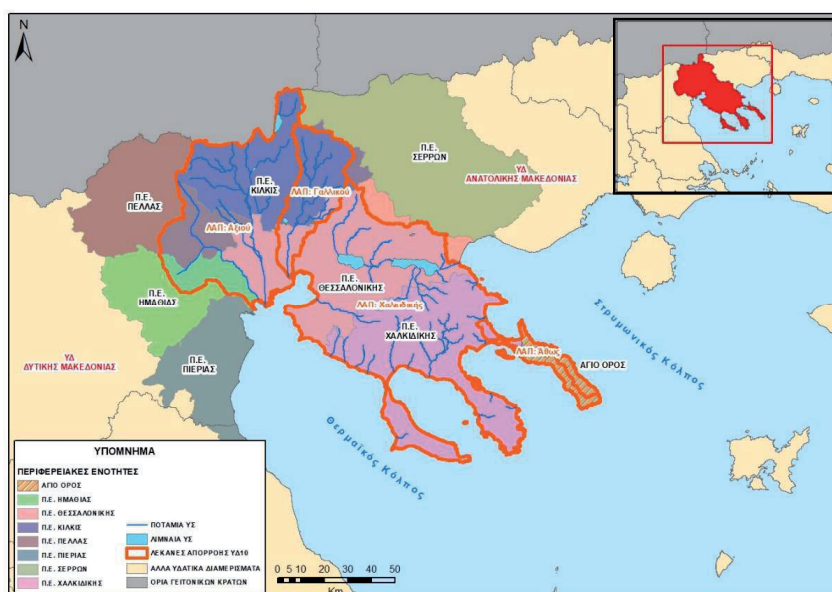 N
Π.Ε.
ΣΕΡΡΩΝ
ΥΔ
ΑΝΑΤΟΛΙΚΗΣ ΜΑΚΕΔΟΝΙΑΣ
Π.Ε.
ΚΙΛΚΙΣ
ΛΑΠ: Γαλλικού
Π.Ε.
ΠΕΛΛΑΣ
ΛΑΠ: Αξιού
Π.Ε.
ΗΜΑΘΙΑΣ
Π.Ε.
ΘΕΣΣΑΛΟΝΙΚΗΣ
ΛΑΠ: Χαλκιδικής
Π.Ε.
ΧΑΛΚΙΔΙΚΗΣ
Στρυμωνικός Κόλπος
ΛΑΠ: Άθως
ΑΓΙΟ ΟΡΟΣ
ΥΔ
ΔΥΤΙΚΗΣ ΜΑΚΕΔΟΝΙΑΣ
Π.Ε.
ΠΙΕΡΙΑΣ
Θερμαϊκός Κόλπος
ΥΠΟΜΝΗΜΑ
ΠΕΡΙΦΕΡΕΙΑΚΕΣ ΕΝΟΤΗΤΕΣ
ΑΓΙΟ ΟΡΟΣ
Π.Ε. ΗΜΑΘΙΑΣ
Π.Ε. ΘΕΣΣΑΛΟΝΙΚΗΣ
Π.Ε. ΚΙΛΚΙΣ
Π.Ε. ΠΕΛΛΑΣ
Π.Ε. ΠΙΕΡΙΑΣ
Π.Ε. ΣΕΡΡΩΝ
Π.Ε. ΧΑΛΚΙΔΙΚΗΣ
ΠΟΤΑΜΙΑ ΥΣ
ΛΙΜΝΑΙΑ ΥΣ
ΛΕΚΑΝΕΣ ΑΠΟΡΡΟΗΣ ΥΔ10
ΑΛΛΑ ΥΔΑΤΙΚΑ ΔΙΑΜΕΡΙΣΜΑΤΑ
ΟΡΙΑ ΓΕΙΤΟΝΙΚΩΝ ΚΡΑΤΩΝ
0 5 10 20 30 40 50
Km